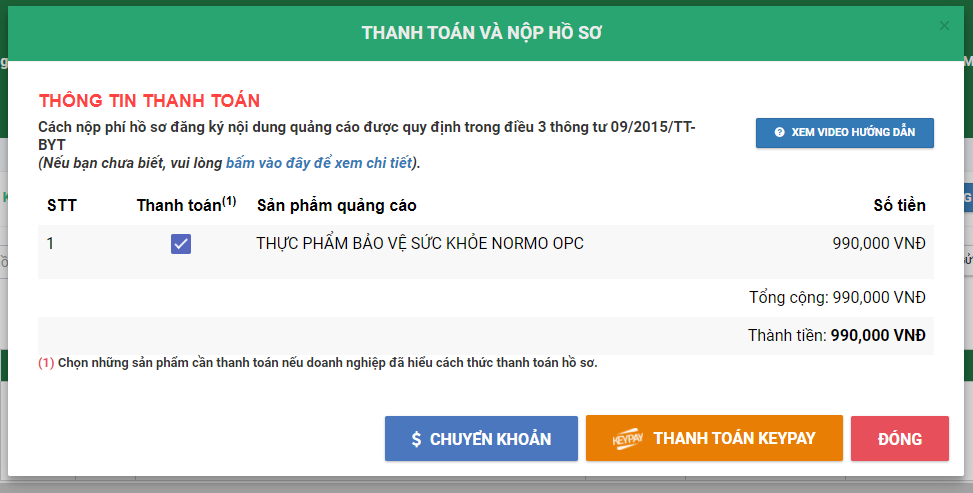 THANH TOÁN VÀ NỘP HỒ SƠ
×
THÔNG TIN THANH TOÁN
Cách nộp phí hồ sơ đăng ký nội dung quảng cáo được quy định trong điều 3 thông tư 09/2015/TT-
BYT
(Nếu bạn chưa biết, vui lòng bấm vào đây để xem chi tiết).
XEM VIDEO HƯỚNG DẪN
STT Thanh toán(1) Sản phẩm quảng cáo Số tiền
1 THỰC PHẨM BẢO VỆ SỨC KHỎE NORMO OPC 990,000 VNĐ
Tổng cộng: 990,000 VNĐ
Thành tiền: 990,000 VNĐ
(1) Chọn những sản phẩm cần thanh toán nếu doanh nghiệp đã hiểu cách thức thanh toán hồ sơ.
$ CHUYỂN KHOẢN
KEYPAY THANH TOÁN KEYPAY
ĐÓNG